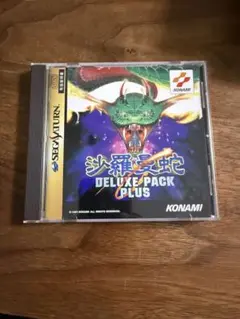 SEGA SATURN
KONAMI
沙羅曼蛇
DELUXE PACK
PLUS
KONAMI